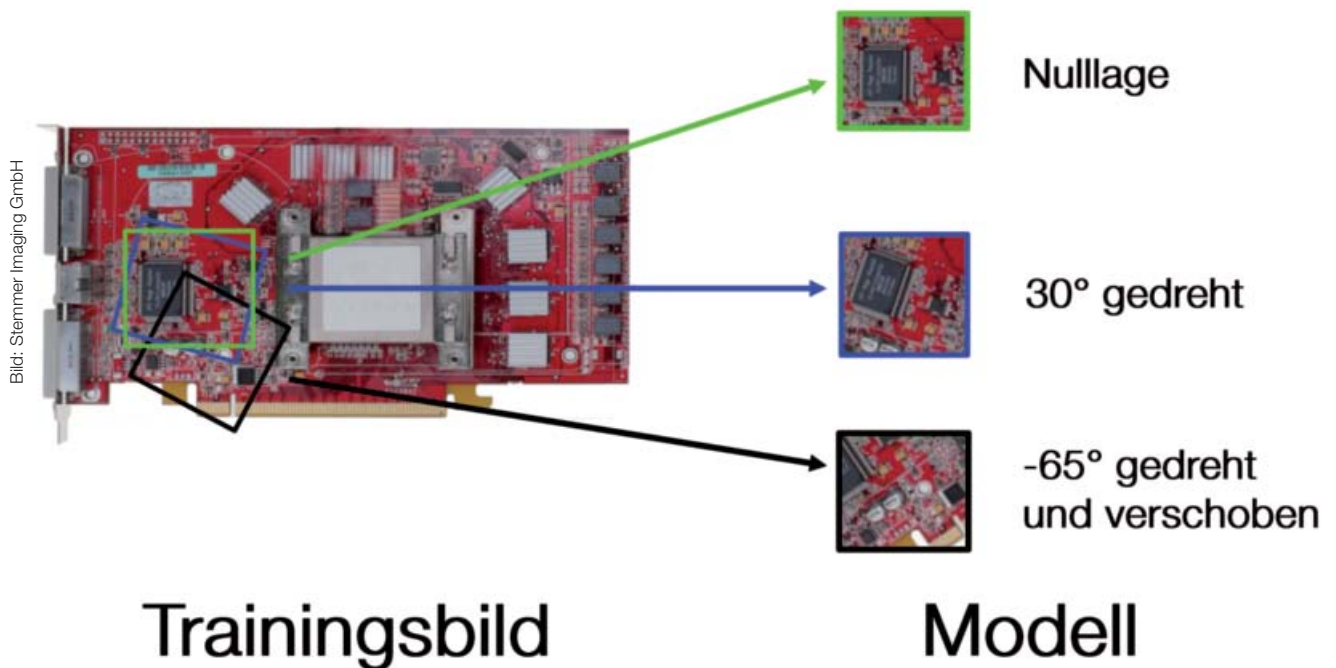 Bild: Stemmer Imaging GmbH
Nulllage
30° gedreht
-65° gedreht
und verschoben
Trainingsbild
Modell